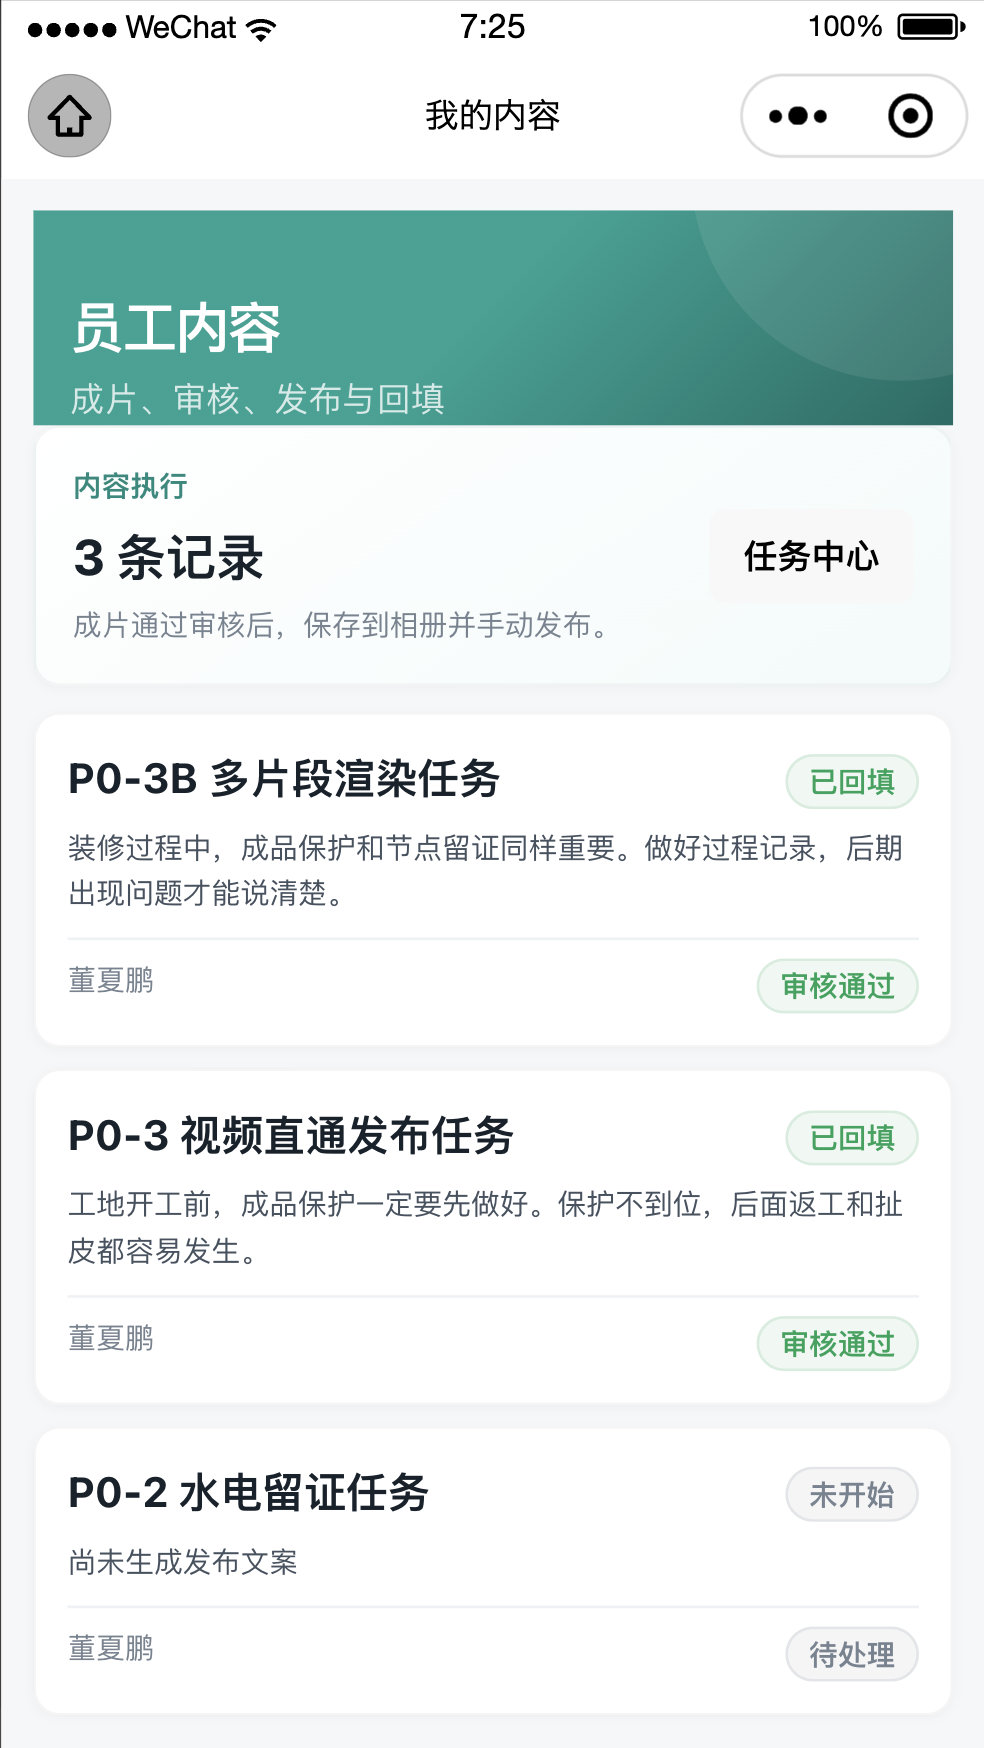 WeChat 7:25 100%
我的内容
员工内容
成片、审核、发布与回填
内容执行
3 条记录
任务中心
成片通过审核后，保存到相册并手动发布。
P0-3B 多片段渲染任务
已回填
装修过程中，成品保护和节点留证同样重要。做好过程记录，后期
出现问题才能说清楚。
董夏鹏
审核通过
P0-3 视频直通发布任务
已回填
工地开工前，成品保护一定要先做好。保护不到位，后面返工和扯
皮都容易发生。
董夏鹏
审核通过
P0-2 水电留证任务
未开始
尚未生成发布文案
董夏鹏
待处理